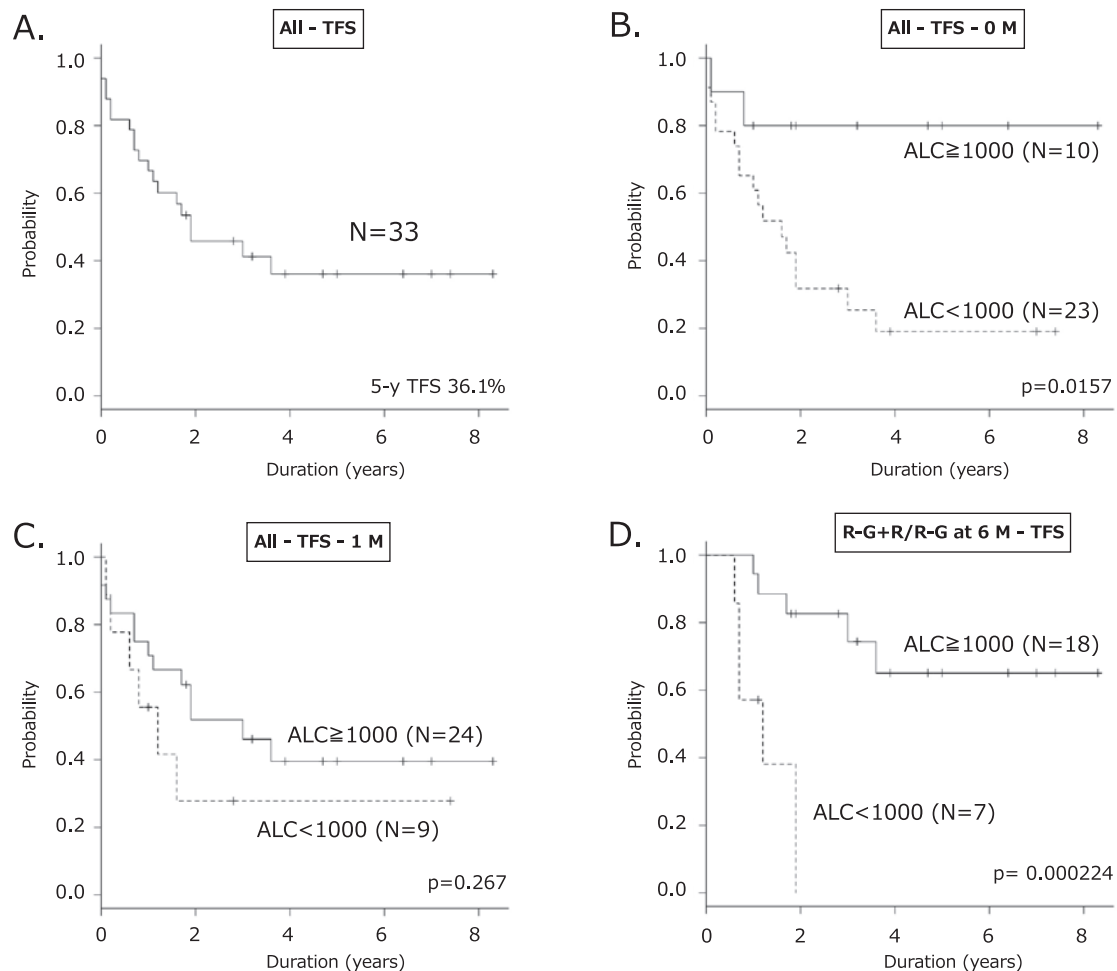 A.
All - TFS
1.0
0.8
0.6
0.4
0.2
0.0
Probability
N=33
5-y TFS 36.1%
0 2 4 6 8
Duration (years)
B.
All - TFS - 0 M
1.0
0.8
0.6
0.4
0.2
0.0
Probability
ALC≧1000 (N=10)
ALC<1000 (N=23)
p=0.0157
0 2 4 6 8
Duration (years)
C.
All - TFS - 1 M
1.0
0.8
0.6
0.4
0.2
0.0
Probability
ALC≧1000 (N=24)
ALC<1000 (N=9)
p=0.267
0 2 4 6 8
Duration (years)
D.
R-G+R/R-G at 6 M - TFS
1.0
0.8
0.6
0.4
0.2
0.0
Probability
ALC≧1000 (N=18)
ALC<1000 (N=7)
p= 0.000224
0 2 4 6 8
Duration (years)